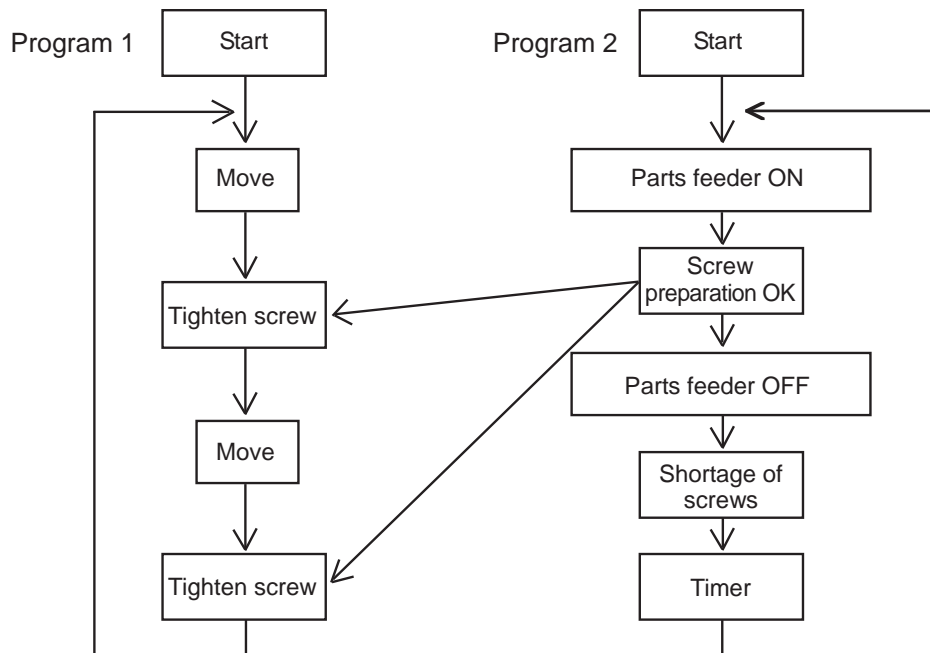 Program 1
Start
Move
Tighten screw
Move
Tighten screw
Program 2
Start
Parts feeder ON
Screw
preparation OK
Parts feeder OFF
Shortage of
screws
Timer